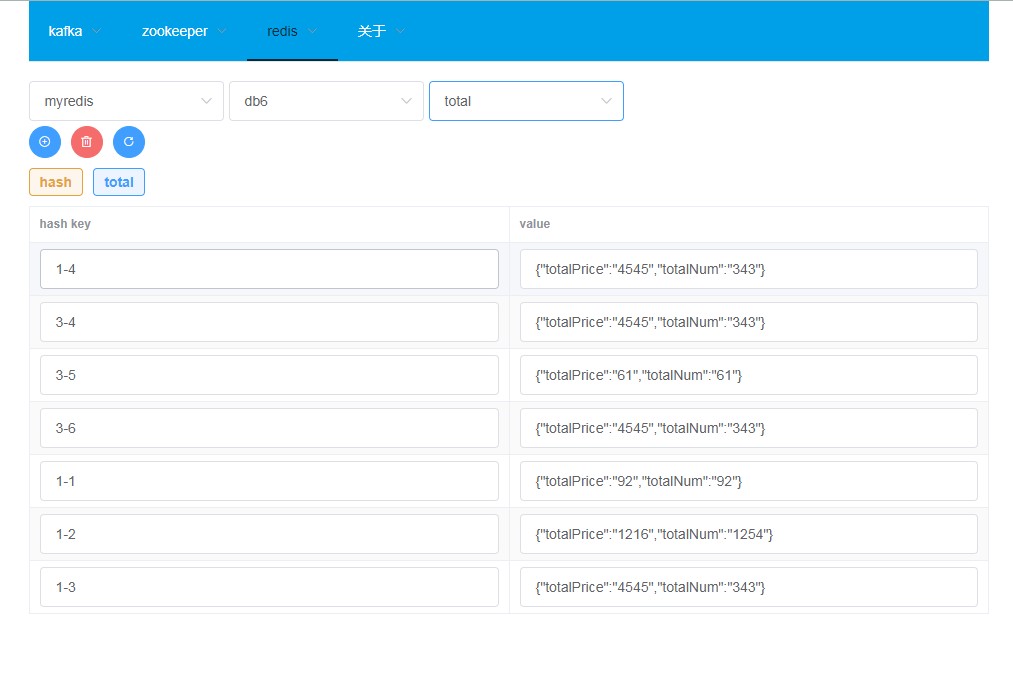 kafka zookeeper redis 关于
myredis db6 total
hash total
hash key value
1-4 {"totalPrice":"4545","totalNum":"343"}
3-4 {"totalPrice":"4545","totalNum":"343"}
3-5 {"totalPrice":"61","totalNum":"61"}
3-6 {"totalPrice":"4545","totalNum":"343"}
1-1 {"totalPrice":"92","totalNum":"92"}
1-2 {"totalPrice":"1216","totalNum":"1254"}
1-3 {"totalPrice":"4545","totalNum":"343"}